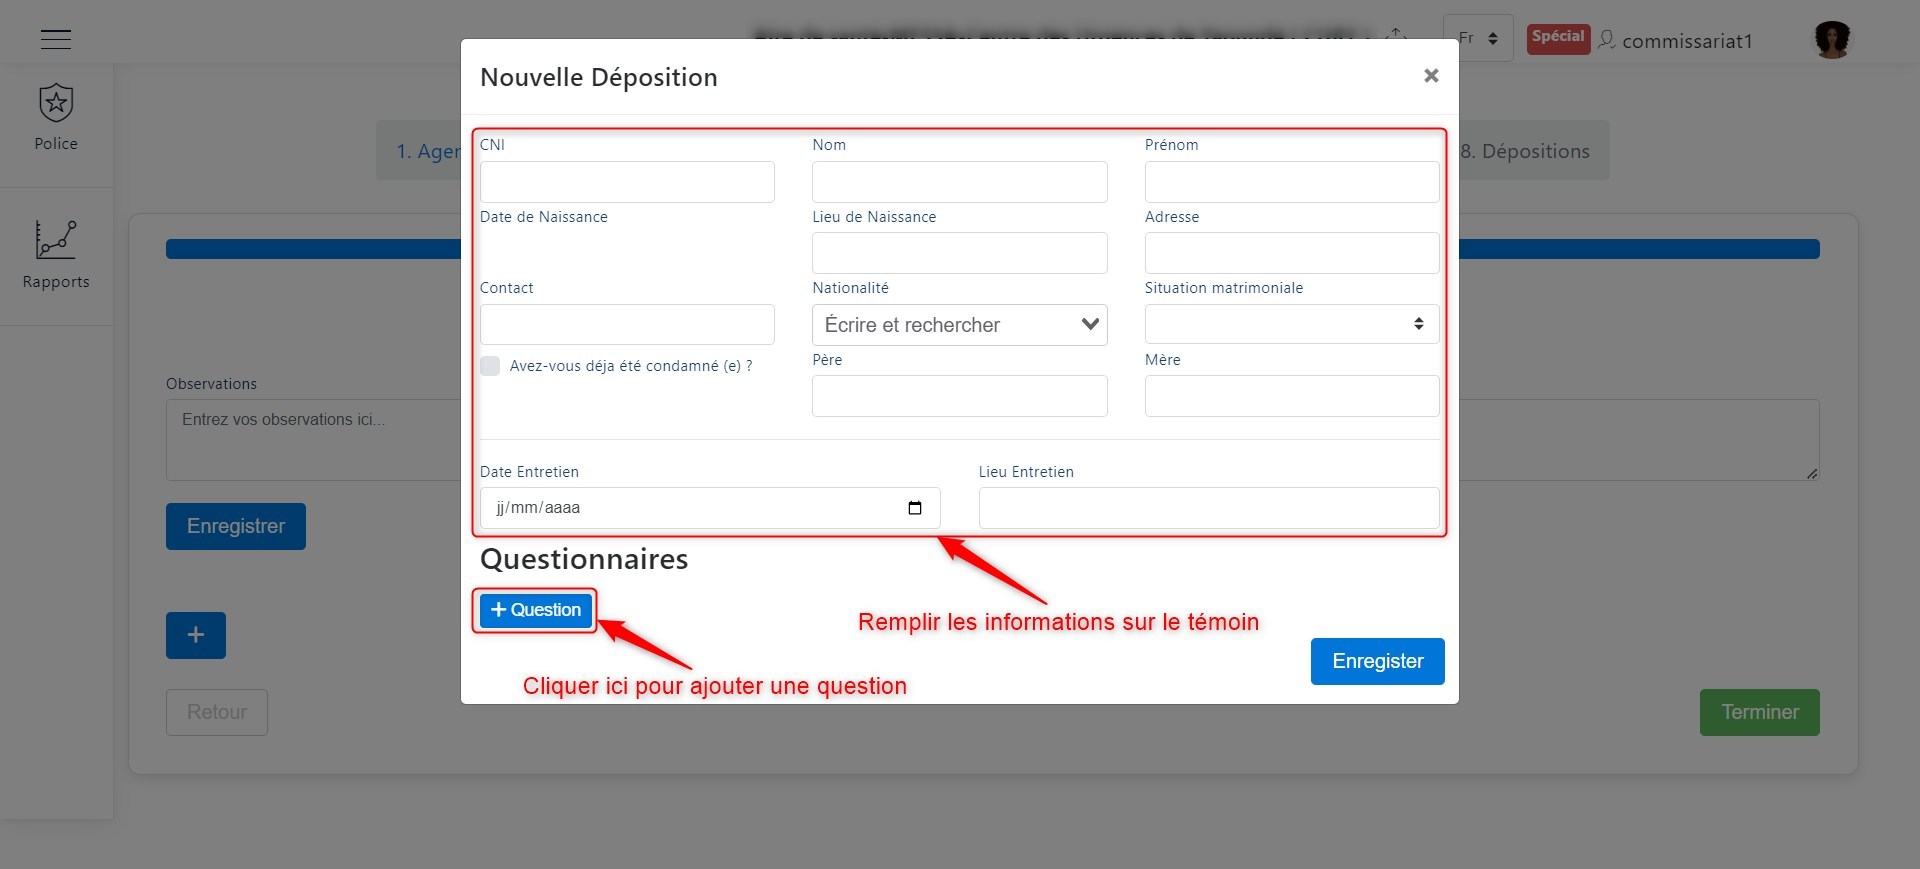 Fr
Spécial
commissariat1
Police
Rapports
1. Agen
8. Dépositions
Observations
Entrez vos observations ici...
Enregistrer
+
Retour
Terminer
Nouvelle Déposition
×
CNI
Nom
Prénom
Date de Naissance
Lieu de Naissance
Adresse
Contact
Nationalité
Situation matrimoniale
Écrire et rechercher
Avez-vous déja été condamné (e) ?
Père
Mère
Date Entretien
Lieu Entretien
jj/mm/aaaa
Questionnaires
+ Question
Remplir les informations sur le témoin
Cliquer ici pour ajouter une question
Enregister